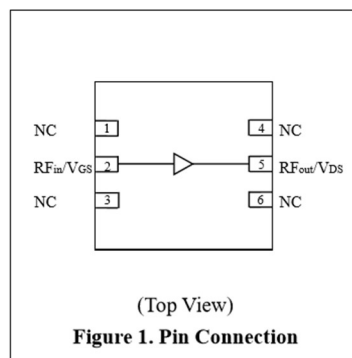 NC 1 4 NC
RFin/VGS 2 5 RFout/VDS
NC 3 6 NC
(Top View)
Figure 1. Pin Connection